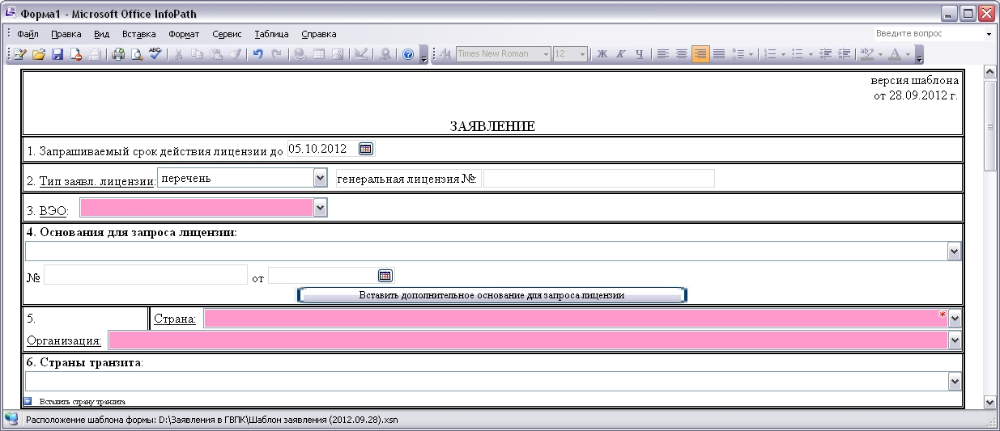 Форма1 - Microsoft Office InfoPath
Файл Правка Вид Вставка Формат Сервис Таблица Справка Введите вопрос
Times New Roman 12 Ж К Ч
версия шаблона
от 28.09.2012 г.
ЗАЯВЛЕНИЕ
1. Запрашиваемый срок действия лицензии до 05.10.2012
2. Тип заявл. лицензии: перечень генеральная лицензия №:
3. ВЭО:
4. Основания для запроса лицензии:
№ от
Вставить дополнительное основание для запроса лицензии
5. Страна: *
Организация:
6. Страны транзита:
Вставить страну транзита
Расположение шаблона формы: D:\Заявления в ГВПК\Шаблон заявления (2012.09.28).xsn